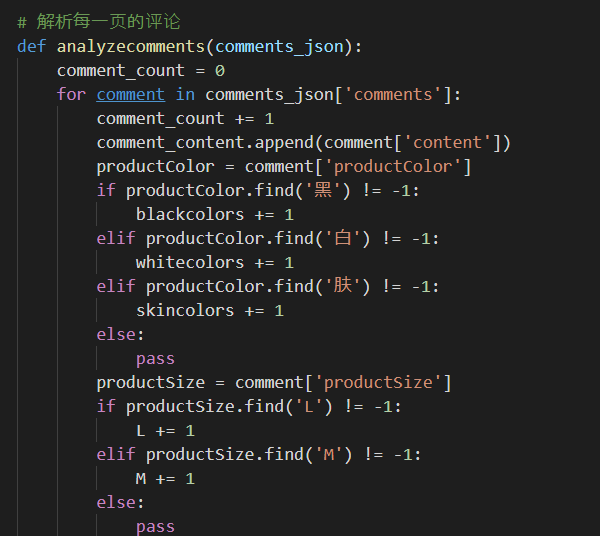 # 解析每一页的评论
def analyzecomments(comments_json):
    comment_count = 0
    for comment in comments_json['comments']:
        comment_count += 1
        comment_content.append(comment['content'])
        productColor = comment['productColor']
        if productColor.find('黑') != -1:
            blackcolors += 1
        elif productColor.find('白') != -1:
            whitecolors += 1
        elif productColor.find('肤') != -1:
            skincolors += 1
        else:
            pass
        productSize = comment['productSize']
        if productSize.find('L') != -1:
            L += 1
        elif productSize.find('M') != -1:
            M += 1
        else:
            pass